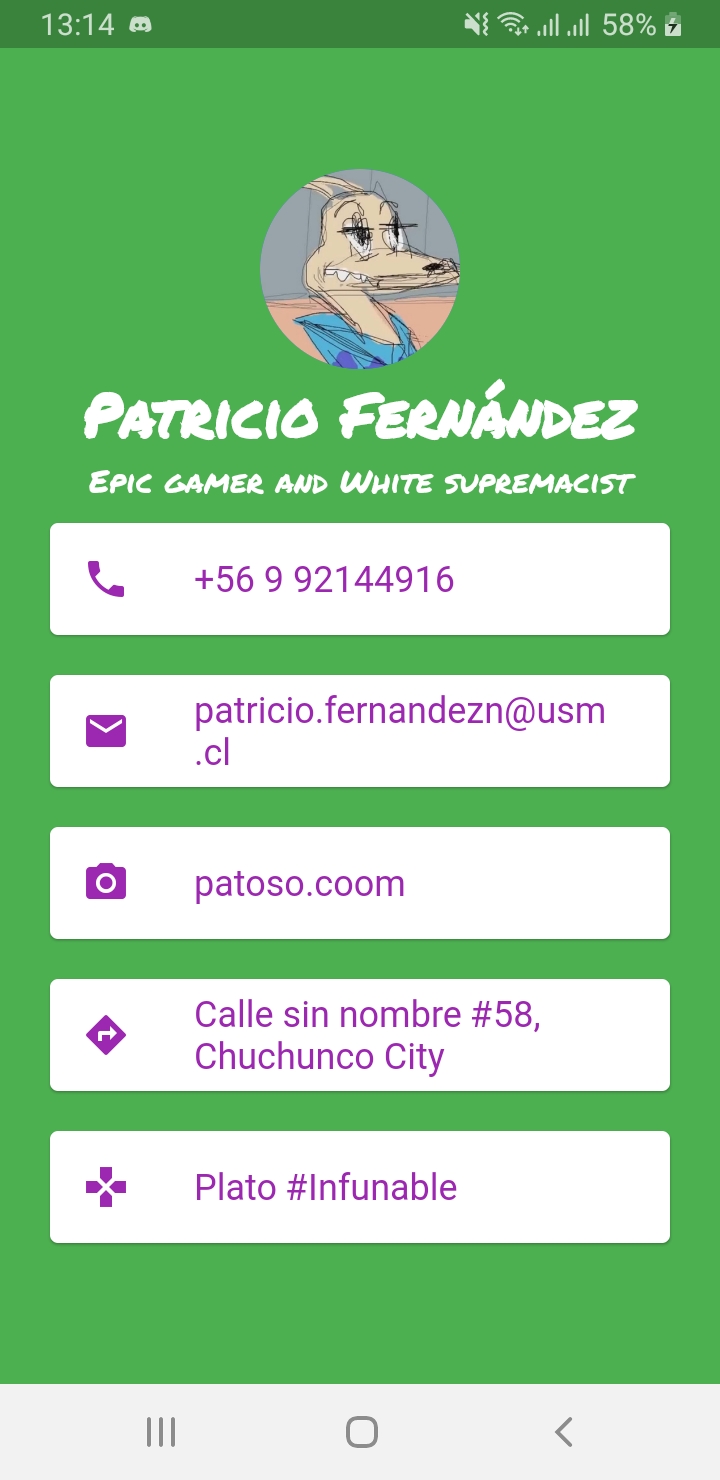 13:14
58%
Patricio Fernández
Epic gamer and White supremacist
+56 9 92144916
patricio.fernandezn@usm
.cl
patoso.coom
Calle sin nombre #58,
Chuchunco City
Plato #Infunable